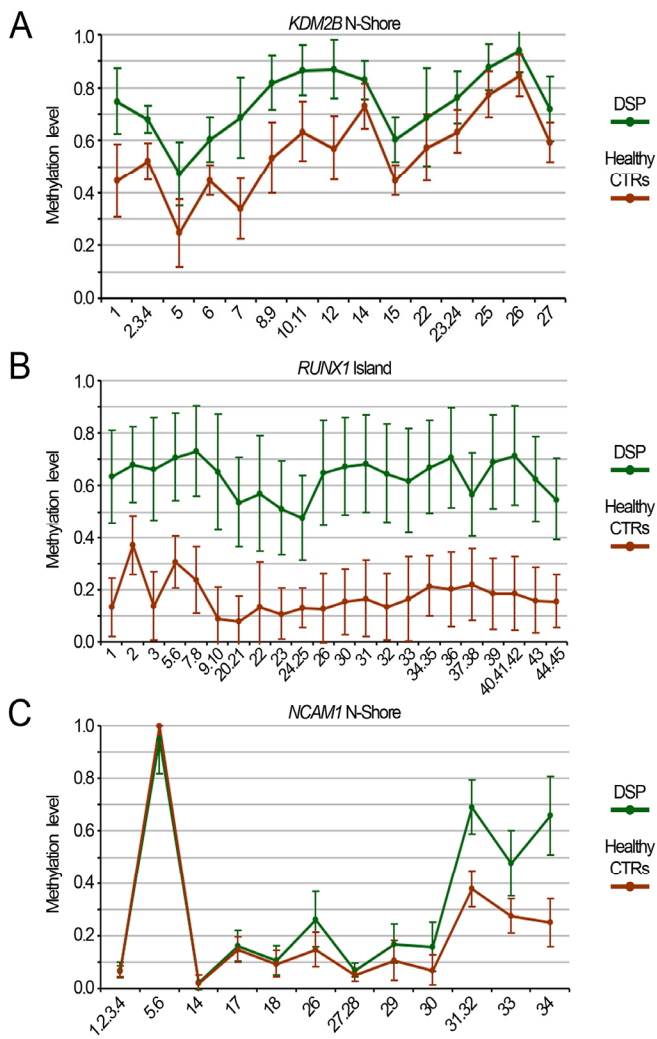 A
KDM2B N-Shore
Methylation level
1.0
0.8
0.6
0.4
0.2
0.0
1 2.3.4 5 6 7 8.9 10.11 12 14 15 22 23.24 25 26 27
DSP
Healthy
CTRs
B
RUNX1 Island
Methylation level
1.0
0.8
0.6
0.4
0.2
0.0
1 2 3 5.6 7.8 9.10 20.21 22 23 24.25 26 30 31 32 33 34.35 36 37.38 39 40.41.42 43 44.45
DSP
Healthy
CTRs
C
NCAM1 N-Shore
Methylation level
1.0
0.8
0.6
0.4
0.2
0.0
1.2.3.4 5.6 14 17 18 26 27.28 29 30 31.32 33 34
DSP
Healthy
CTRs